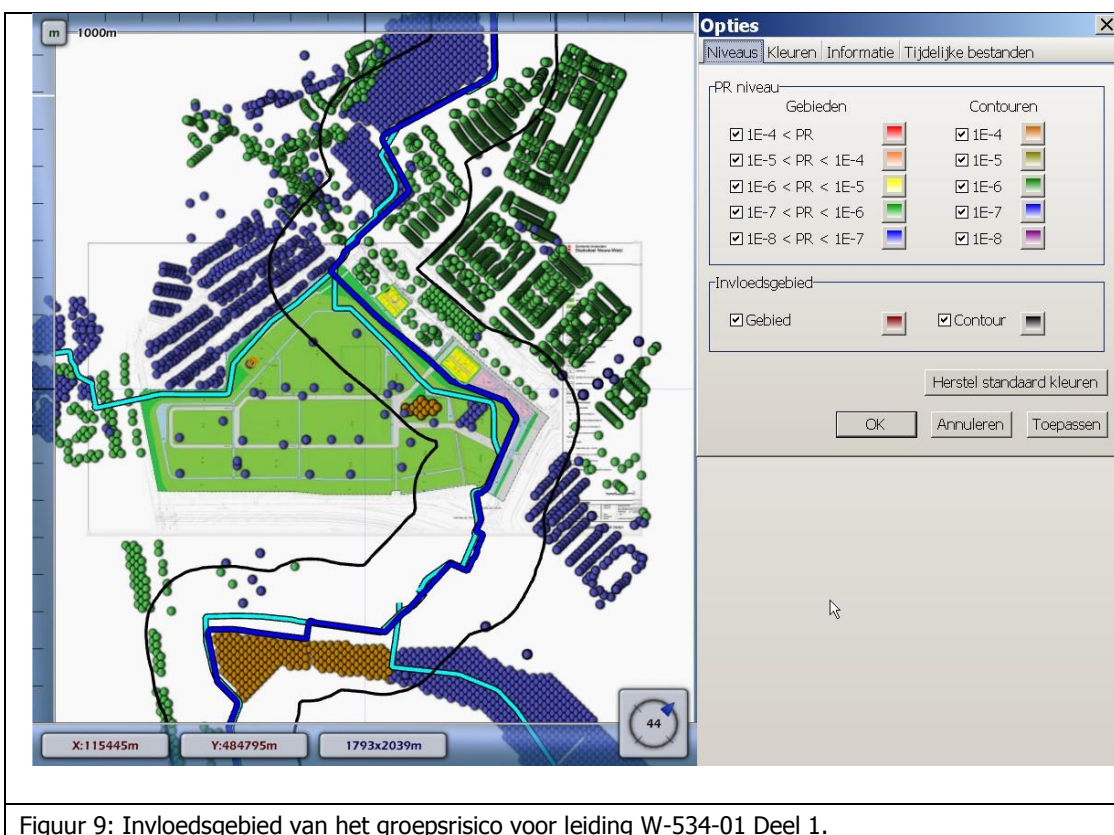 m 1000m
X:115445m Y:484795m 1793x2039m 44
Opties
Niveaus Kleuren Informatie Tijdelijke bestanden
PR niveau
Gebieden Contouren
1E-4 < PR 1E-4
1E-5 < PR < 1E-4 1E-5
1E-6 < PR < 1E-5 1E-6
1E-7 < PR < 1E-6 1E-7
1E-8 < PR < 1E-7 1E-8
Invloedsgebied
Gebied Contour
Herstel standaard kleuren
OK Annuleren Toepassen
Figuur 9: Invloedsgebied van het groepsrisico voor leiding W-534-01 Deel 1.